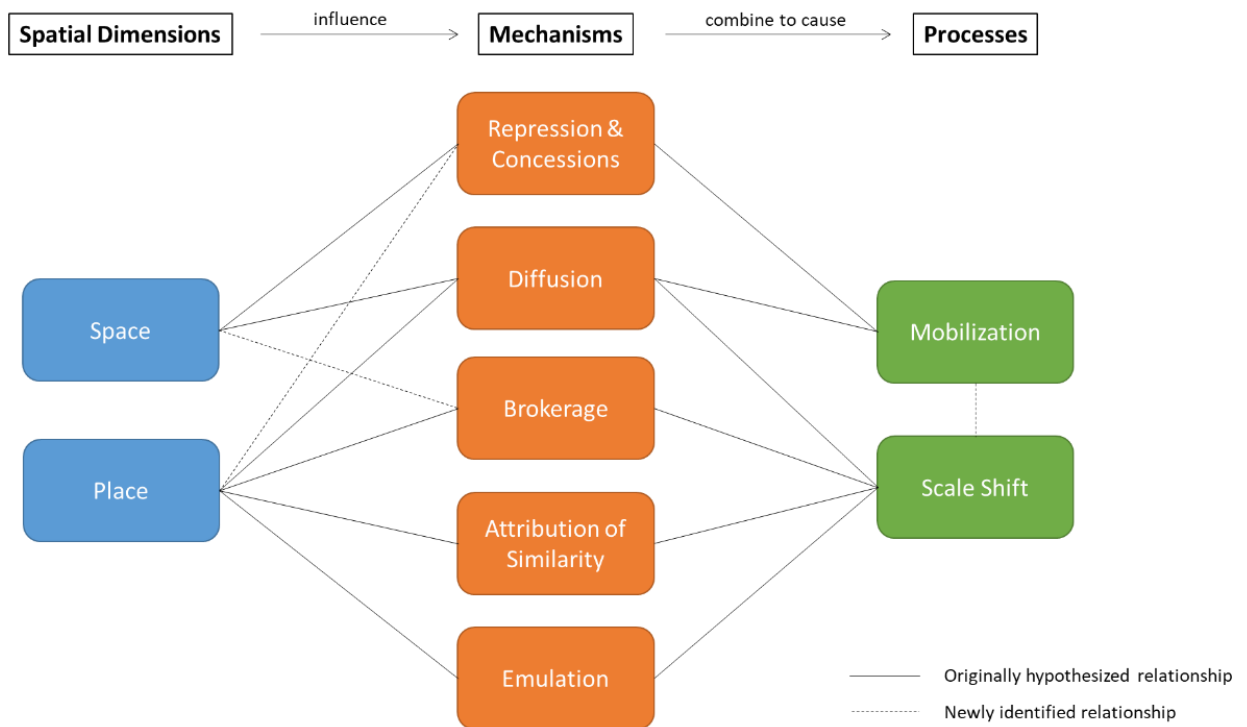 influence
combine to cause
Spatial Dimensions
Mechanisms
Processes
Repression &
Concessions
Diffusion
Space
Mobilization
Brokerage
Place
Scale Shift
Attribution of
Similarity
Emulation
Originally hypothesized relationship
Newly identified relationship